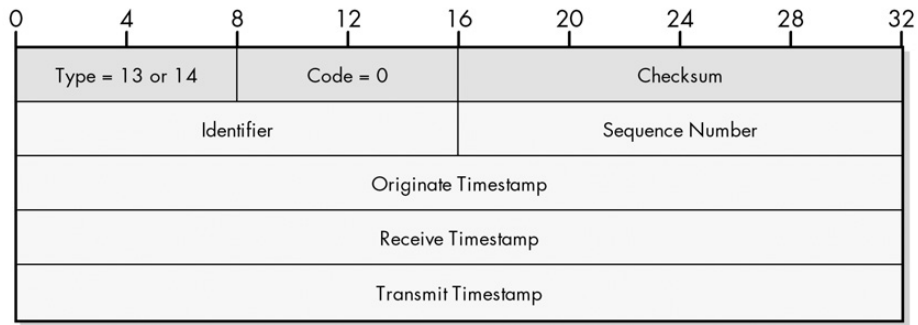 0 4 8 12 16 20 24 28 32
Type = 13 or 14 Code = 0 Checksum
Identifier Sequence Number
Originate Timestamp
Receive Timestamp
Transmit Timestamp